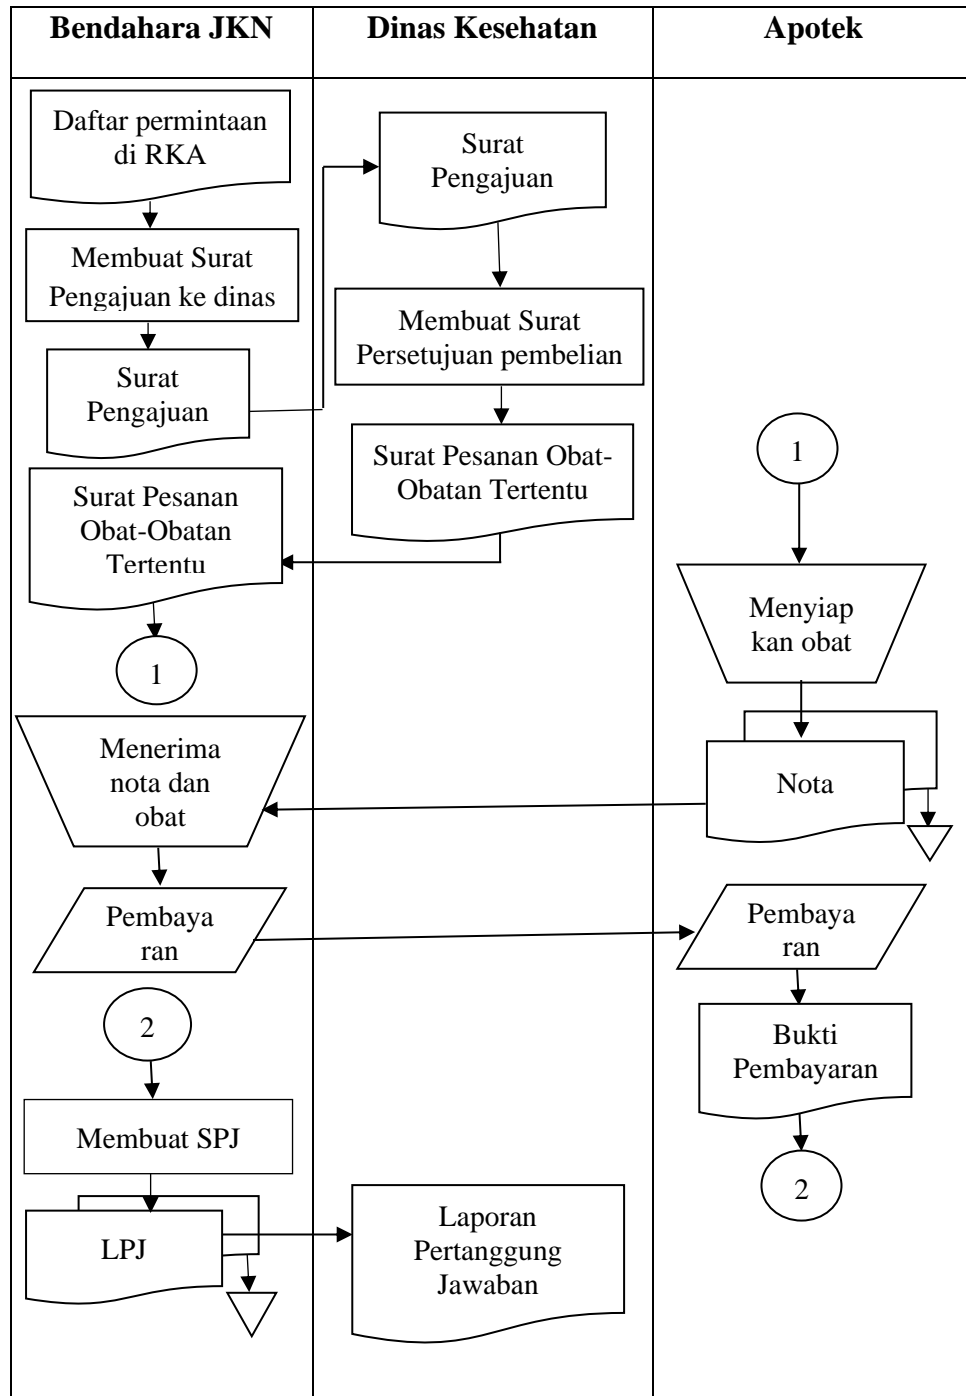 Bendahara JKN
Dinas Kesehatan
Apotek
Daftar permintaan
di RKA
Membuat Surat
Pengajuan ke dinas
Surat
Pengajuan
Surat Pesanan
Obat-Obatan
Tertentu
1
Menerima
nota dan
obat
Pembaya
ran
2
Membuat SPJ
LPJ
Surat
Pengajuan
Membuat Surat
Persetujuan pembelian
Surat Pesanan Obat-
Obatan Tertentu
Laporan
Pertanggung
Jawaban
1
Menyiap
kan obat
Nota
Pembaya
ran
Bukti
Pembayaran
2